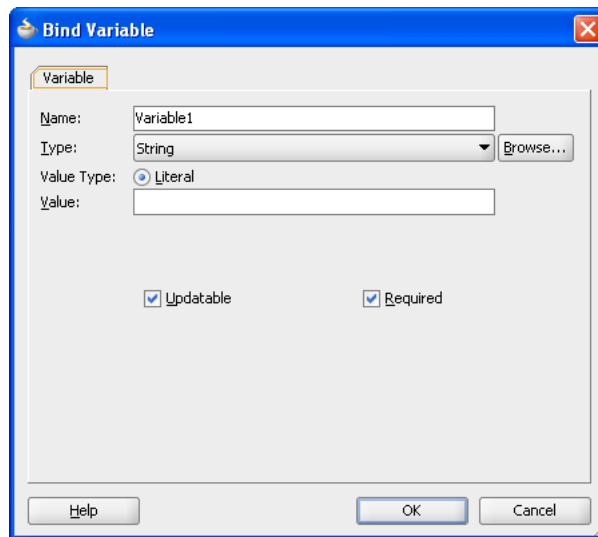 Bind Variable
Variable
Name: Variable1
Type: String Browse...
Value Type: Literal
Value:
Updatable Required
Help OK Cancel